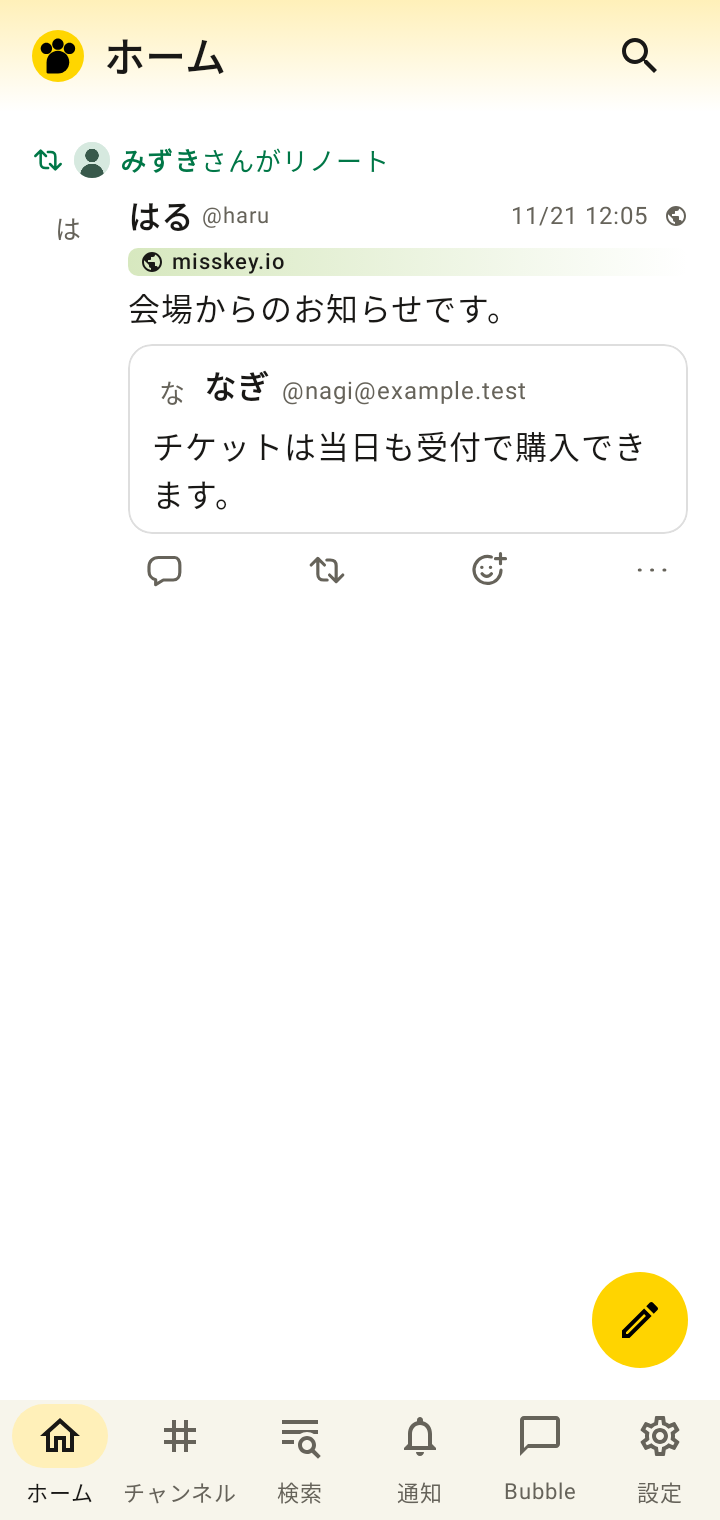 ホーム
みずきさんがリノート
は はる @haru 11/21 12:05
misskey.io
会場からのお知らせです。
な なぎ @nagi@example.test
チケットは当日も受付で購入でき
ます。
ホーム チャンネル 検索 通知 Bubble 設定